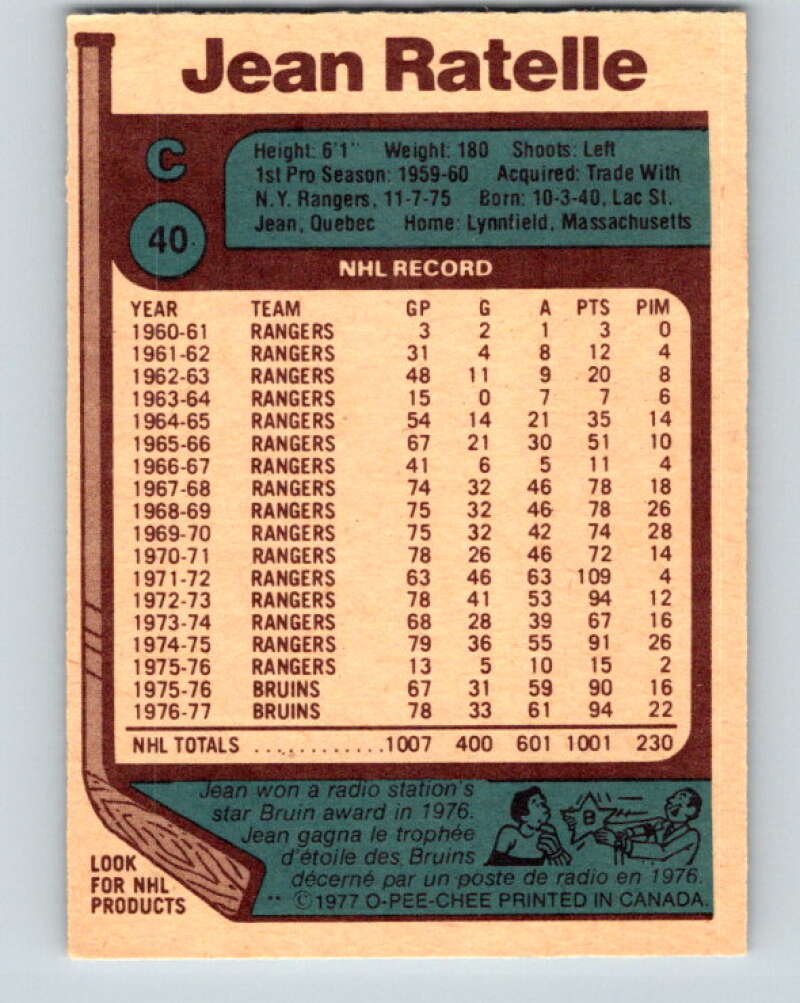 Jean Ratelle
C
40
Height: 6'1" Weight: 180 Shoots: Left
1st Pro Season: 1959-60 Acquired: Trade With
N.Y. Rangers, 11-7-75 Born: 10-3-40, Lac St.
Jean, Quebec Home: Lynnfield, Massachusetts
NHL RECORD
YEAR TEAM GP G A PTS PIM
1960-61 RANGERS 3 2 1 3 0
1961-62 RANGERS 31 4 8 12 4
1962-63 RANGERS 48 11 9 20 8
1963-64 RANGERS 15 0 7 7 6
1964-65 RANGERS 54 14 21 35 14
1965-66 RANGERS 67 21 30 51 10
1966-67 RANGERS 41 6 5 11 4
1967-68 RANGERS 74 32 46 78 18
1968-69 RANGERS 75 32 46 78 26
1969-70 RANGERS 75 32 42 74 28
1970-71 RANGERS 78 26 46 72 14
1971-72 RANGERS 63 46 63 109 4
1972-73 RANGERS 78 41 53 94 12
1973-74 RANGERS 68 28 39 67 16
1974-75 RANGERS 79 36 55 91 26
1975-76 RANGERS 13 5 10 15 2
1975-76 BRUINS 67 31 59 90 16
1976-77 BRUINS 78 33 61 94 22
NHL TOTALS ............1007 400 601 1001 230
Jean won a radio station's
star Bruin award in 1976.
Jean gagna le trophée
d'étoile des Bruins
décerné par un poste de radio en 1976.
B
LOOK
FOR NHL
PRODUCTS
** ©1977 O-PEE-CHEE PRINTED IN CANADA.